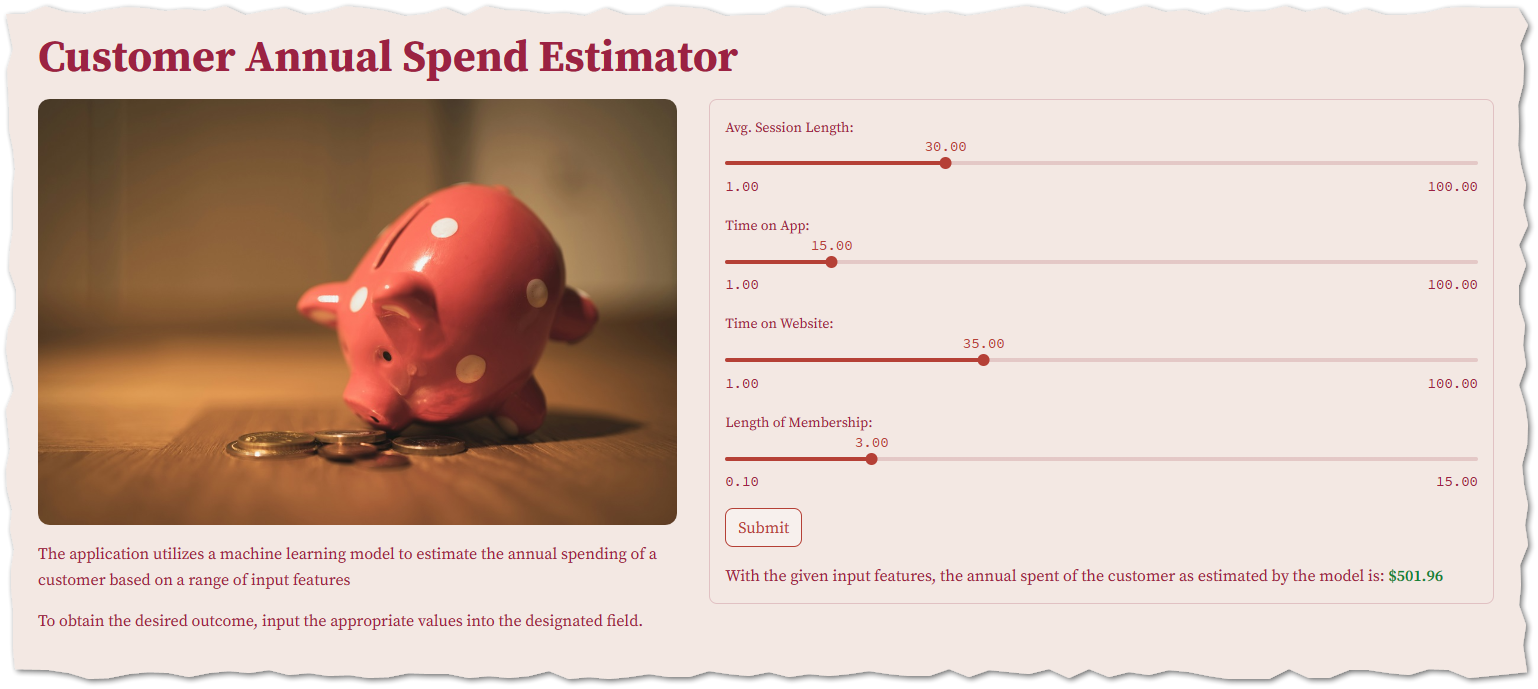 Customer Annual Spend Estimator
The application utilizes a machine learning model to estimate the annual spending of a
customer based on a range of input features
To obtain the desired outcome, input the appropriate values into the designated field.
Avg. Session Length:
30.00
1.00 100.00
Time on App:
15.00
1.00 100.00
Time on Website:
35.00
1.00 100.00
Length of Membership:
3.00
0.10 15.00
Submit
With the given input features, the annual spent of the customer as estimated by the model is: $501.96